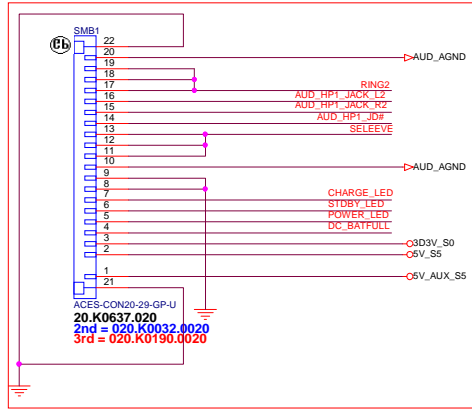 SMB1
Cb
22
20
AUD_AGND
19
18
17
RING2
16
AUD_HP1_JACK_L2
15
AUD_HP1_JACK_R2
14
AUD_HP1_JD#
13
SELEEVE
12
11
10
AUD_AGND
9
8
7
CHARGE_LED
6
STDBY_LED
5
POWER_LED
4
DC_BATFULL
3
3D3V_S0
2
5V_S5
1
5V_AUX_S5
21
ACES-CON20-29-GP-U
20.K0637.020
2nd = 020.K0032.0020
3rd = 020.K0190.0020